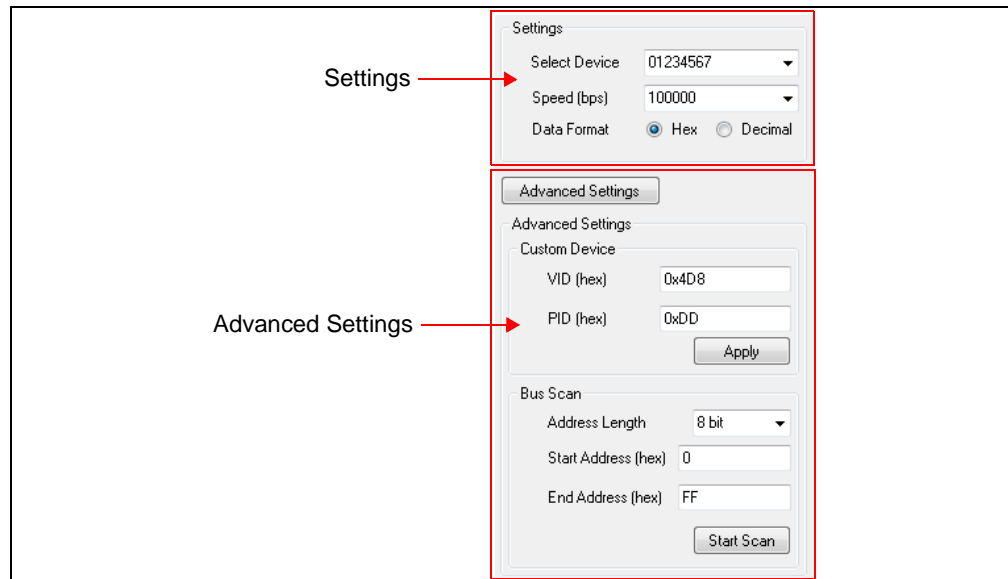 Settings
Settings
Select Device 01234567
Speed (bps) 100000
Data Format Hex Decimal
Advanced Settings
Advanced Settings
Advanced Settings
Custom Device
VID (hex) 0x4D8
PID (hex) 0xDD
Apply
Bus Scan
Address Length 8 bit
Start Address (hex) 0
End Address (hex) FF
Start Scan